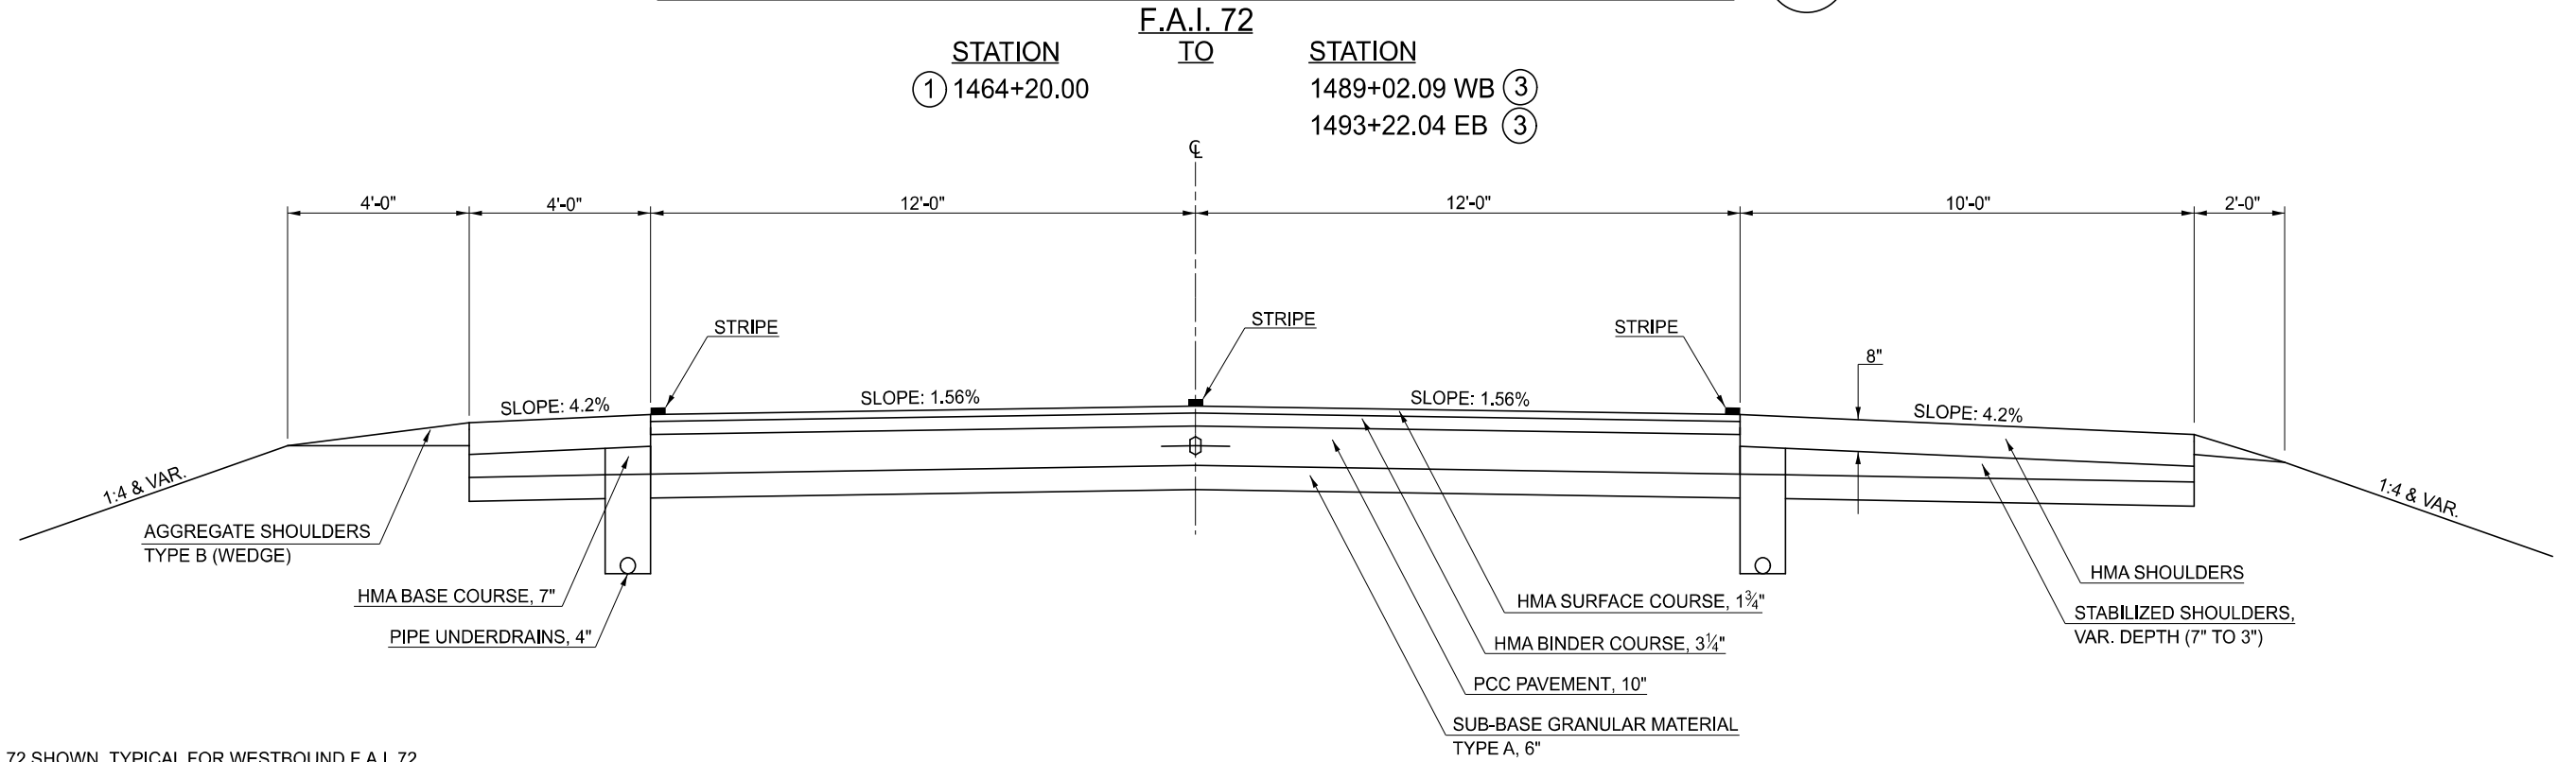 F.A.I. 72
STATION TO STATION
1 1464+20.00 1489+02.09 WB 3
1493+22.04 EB 3
℄
4'-0" 4'-0" 12'-0" 12'-0" 10'-0" 2'-0"
STRIPE STRIPE STRIPE
8"
SLOPE: 4.2% SLOPE: 1.56% SLOPE: 1.56% SLOPE: 4.2%
1:4 & VAR. 1:4 & VAR.
AGGREGATE SHOULDERS
TYPE B (WEDGE)
HMA BASE COURSE, 7"
PIPE UNDERDRAINS, 4"
HMA SHOULDERS
STABILIZED SHOULDERS,
VAR. DEPTH (7" TO 3")
HMA SURFACE COURSE, 1¾"
HMA BINDER COURSE, 3¼"
PCC PAVEMENT, 10"
SUB-BASE GRANULAR MATERIAL
TYPE A, 6"
72 SHOWN, TYPICAL FOR WESTBOUND F.A.I. 72